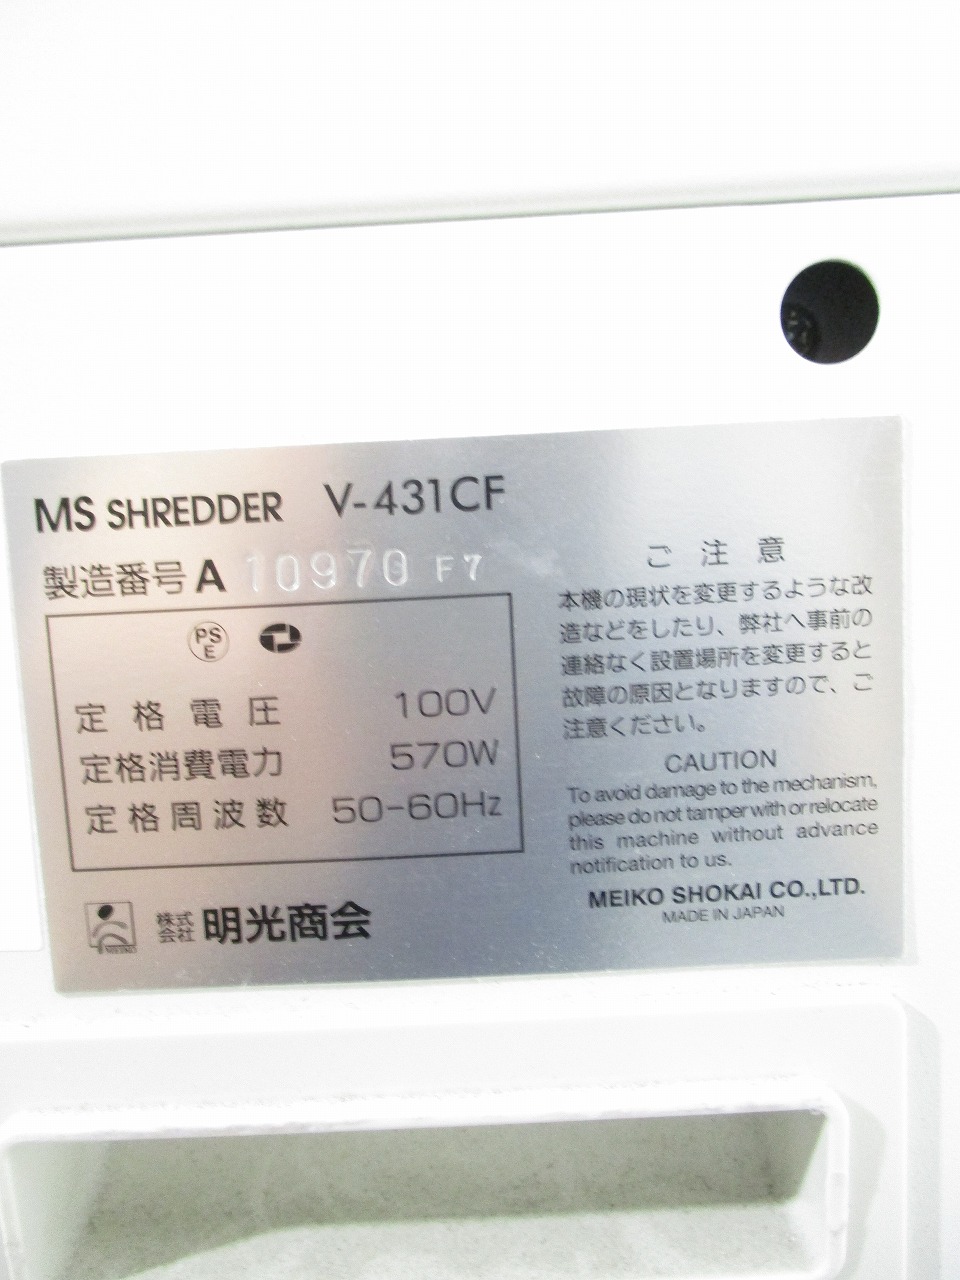 MS SHREDDER V-431CF
製造番号 A 10970 F7
PS
E
定格電圧 100V
定格消費電力 570W
定格周波数 50-60Hz
MEIKO
株式
会社 明光商会
ご注意
本機の現状を変更するような改
造などをしたり、弊社へ事前の
連絡なく設置場所を変更すると
故障の原因となりますので、ご
注意ください。
CAUTION
To avoid damage to the mechanism,
please do not tamper with or relocate
this machine without advance
notification to us.
MEIKO SHOKAI CO.,LTD.
MADE IN JAPAN